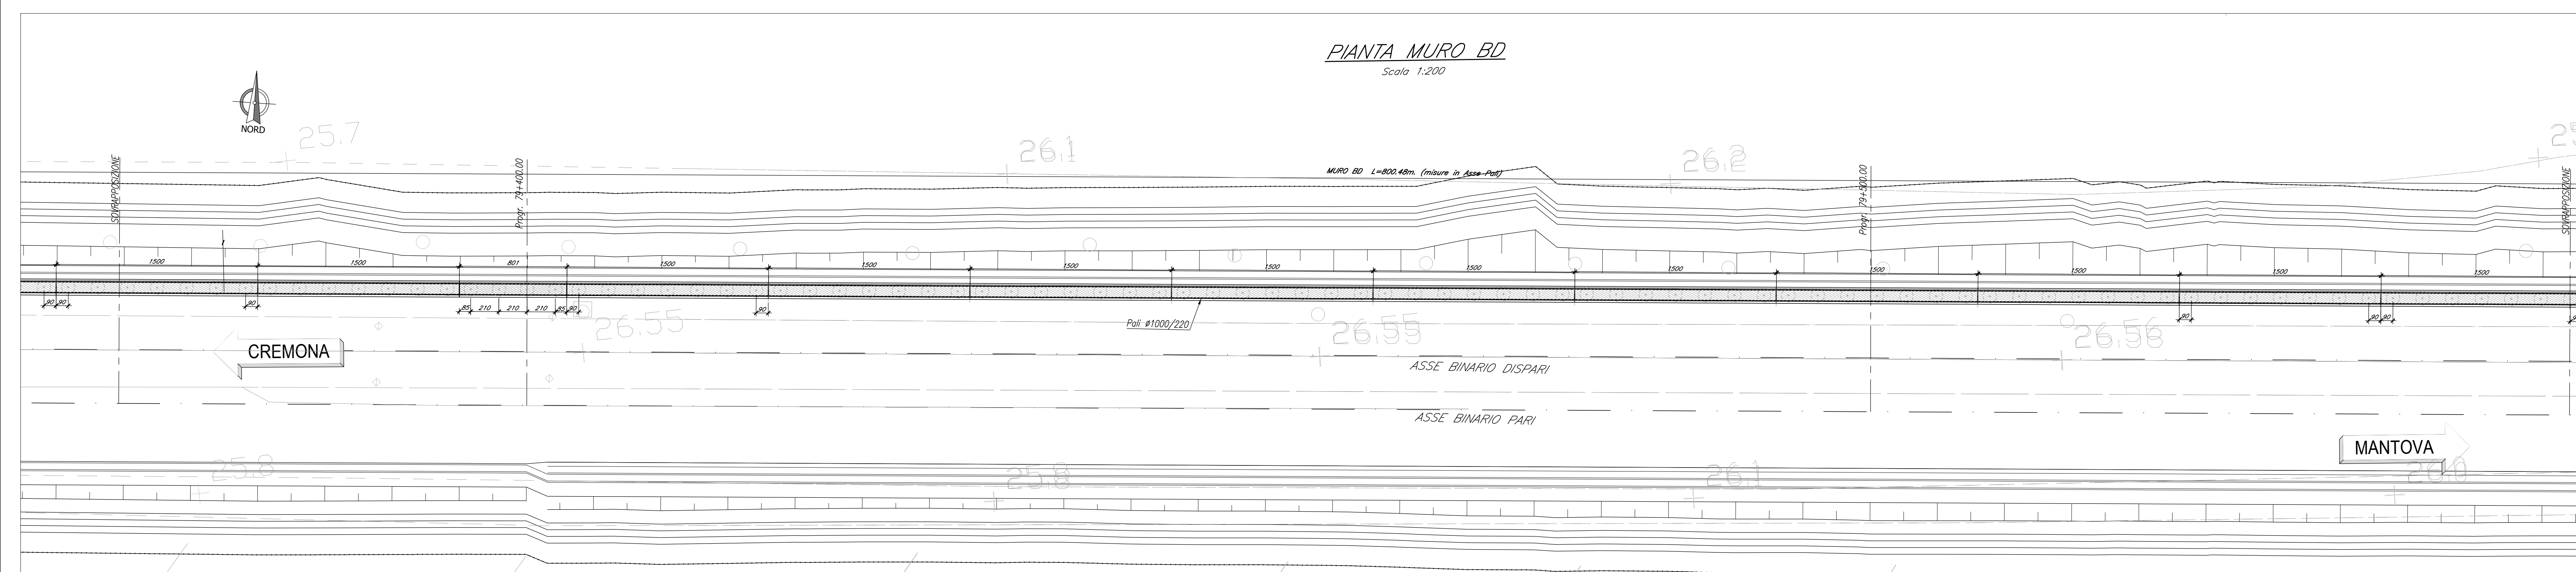 PIANTA MURO BD
Scala 1:200
NORD
25.7
26.1
26.2
SOVRAPPOSIZIONE
Progr. 79+400.00
MURO BD L=800.48m. (misure in Asse Pali)
Progr. 79+500.00
SOVRAPPOSIZIONE
1500 1500 801 1500 1500 1500 1500 1500 1500 1500 1500 1500 1500
90 90 90 85 210 210 210 85 90 90 90 90 90
Pali Ø1000/220
26.55
26.55
26.56
CREMONA
ASSE BINARIO DISPARI
ASSE BINARIO PARI
MANTOVA
25.8
25.8
26.1
26.0